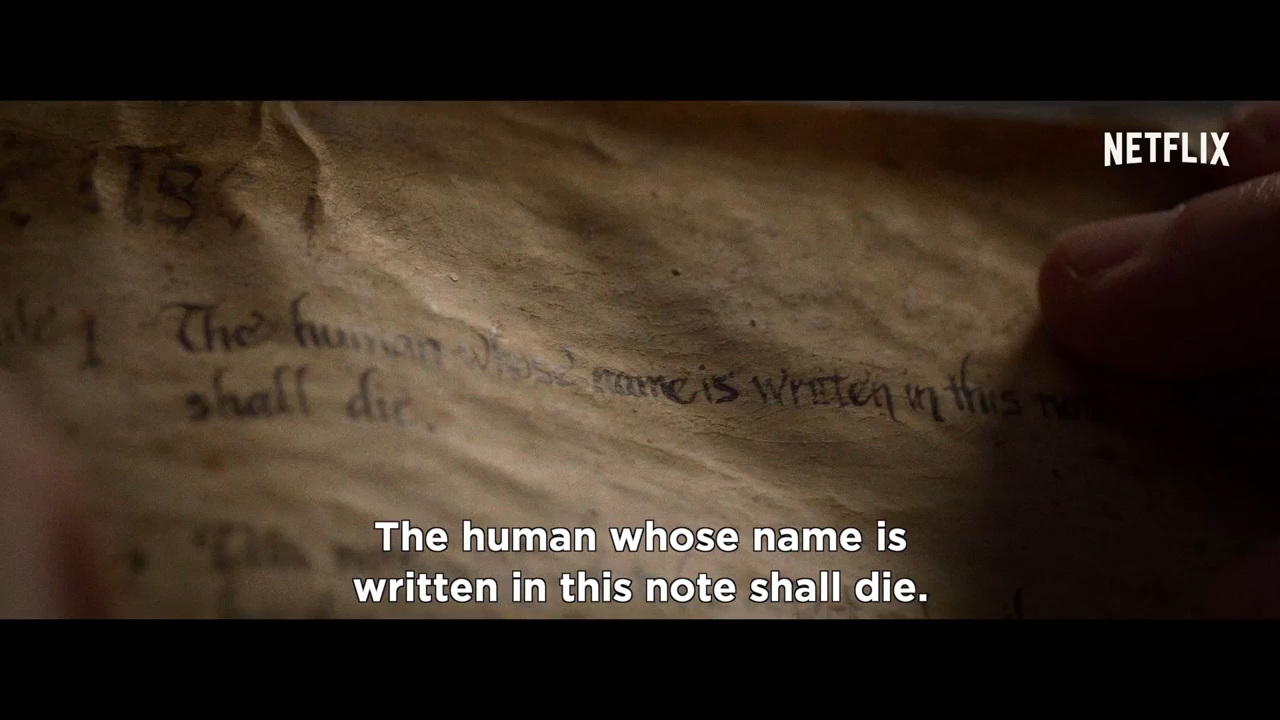 NETFLIX
1 The human whose name is written in this
shall die.
The human whose name is
written in this note shall die.